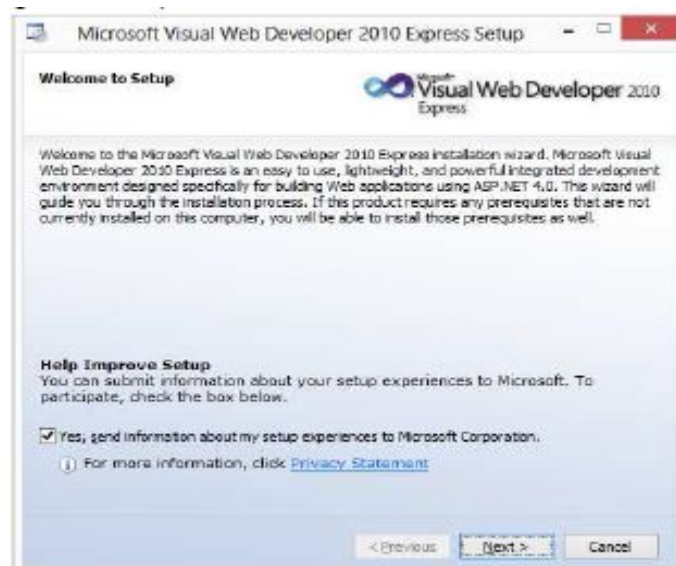 Microsoft Visual Web Developer 2010 Express Setup
Welcome to Setup
Microsoft
Visual Web Developer 2010
Express
Welcome to the Microsoft Visual Web Developer 2010 Express installation wizard. Microsoft Visual
Web Developer 2010 Express is an easy to use, lightweight, and powerful integrated development
environment designed specifically for building Web applications using ASP.NET 4.0. This wizard will
guide you through the installation process. If this product requires any prerequisites that are not
currently installed on this computer, you will be able to install those prerequisites as well.
Help Improve Setup
You can submit information about your setup experiences to Microsoft. To
participate, check the box below.
Yes, send information about my setup experiences to Microsoft Corporation.
For more information, click Privacy Statement
< Previous Next > Cancel